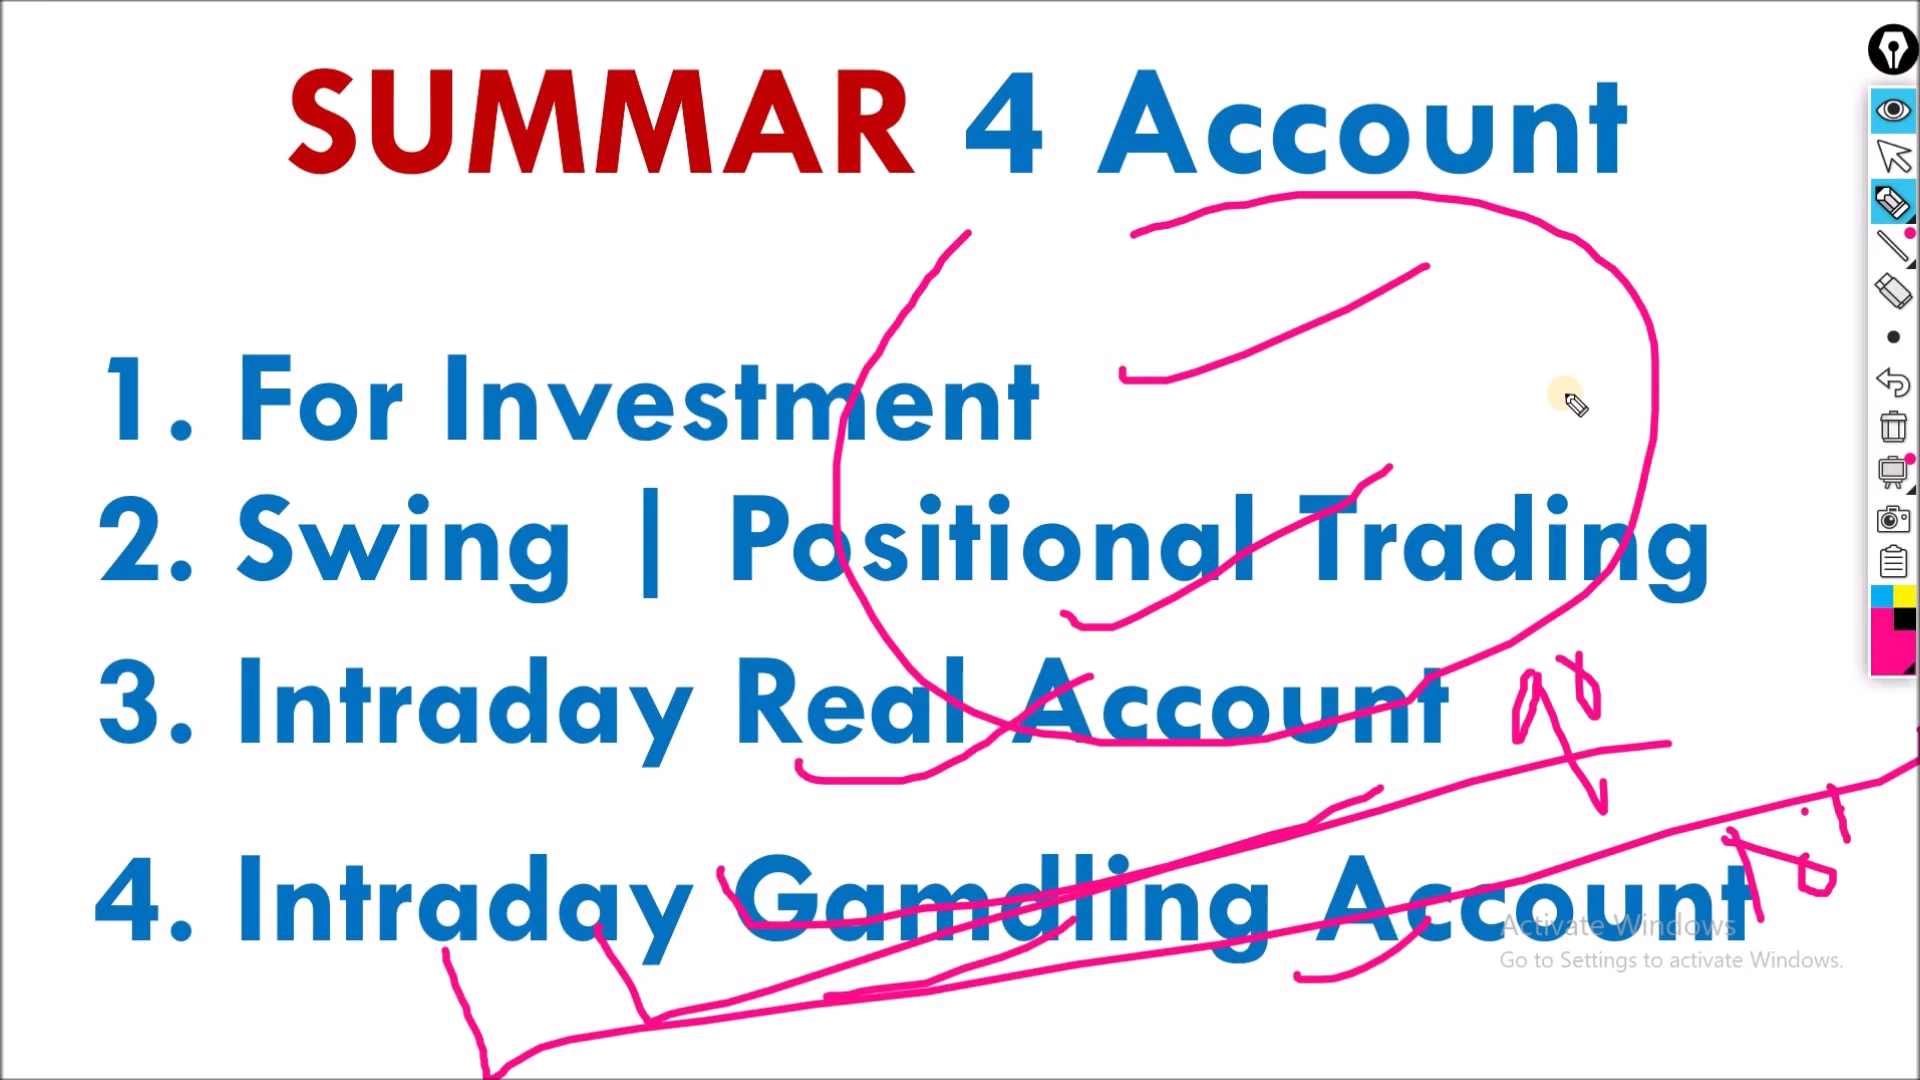 SUMMAR 4 Account
1. For Investment
2. Swing | Positional Trading
3. Intraday Real Account
4. Intraday Gamdling Account
Activate Windows
Go to Settings to activate Windows.